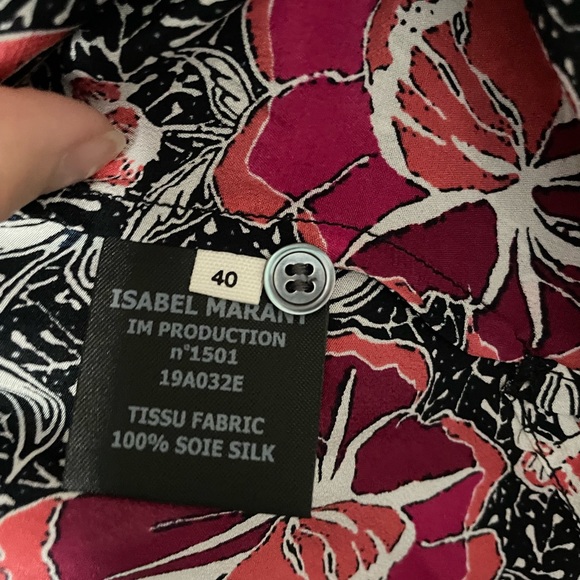 40
ISABEL MARANT
IM PRODUCTION
n°1501
19A032E
TISSU FABRIC
100% SOIE SILK